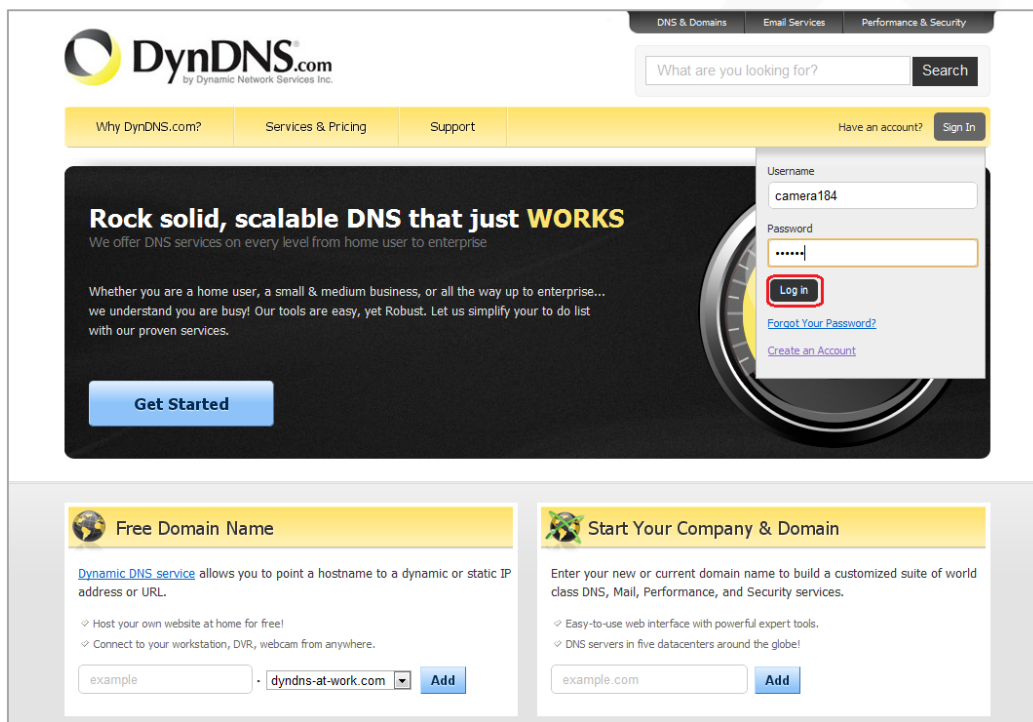 DNS & Domains Email Services Performance & Security
DynDNS.com
by Dynamic Network Services Inc.
What are you looking for? Search
Why DynDNS.com? Services & Pricing Support Have an account? Sign In
Username
camera184
Password
••••••
Log in
Forgot Your Password?
Create an Account
Rock solid, scalable DNS that just WORKS
We offer DNS services on every level from home user to enterprise
Whether you are a home user, a small & medium business, or all the way up to enterprise...
we understand you are busy! Our tools are easy, yet Robust. Let us simplify your to do list
with our proven services.
Get Started
Free Domain Name
Dynamic DNS service allows you to point a hostname to a dynamic or static IP
address or URL.
Host your own website at home for free!
Connect to your workstation, DVR, webcam from anywhere.
example - dyndns-at-work.com Add
Start Your Company & Domain
Enter your new or current domain name to build a customized suite of world
class DNS, Mail, Performance, and Security services.
Easy-to-use web interface with powerful expert tools.
DNS servers in five datacenters around the globe!
example.com Add